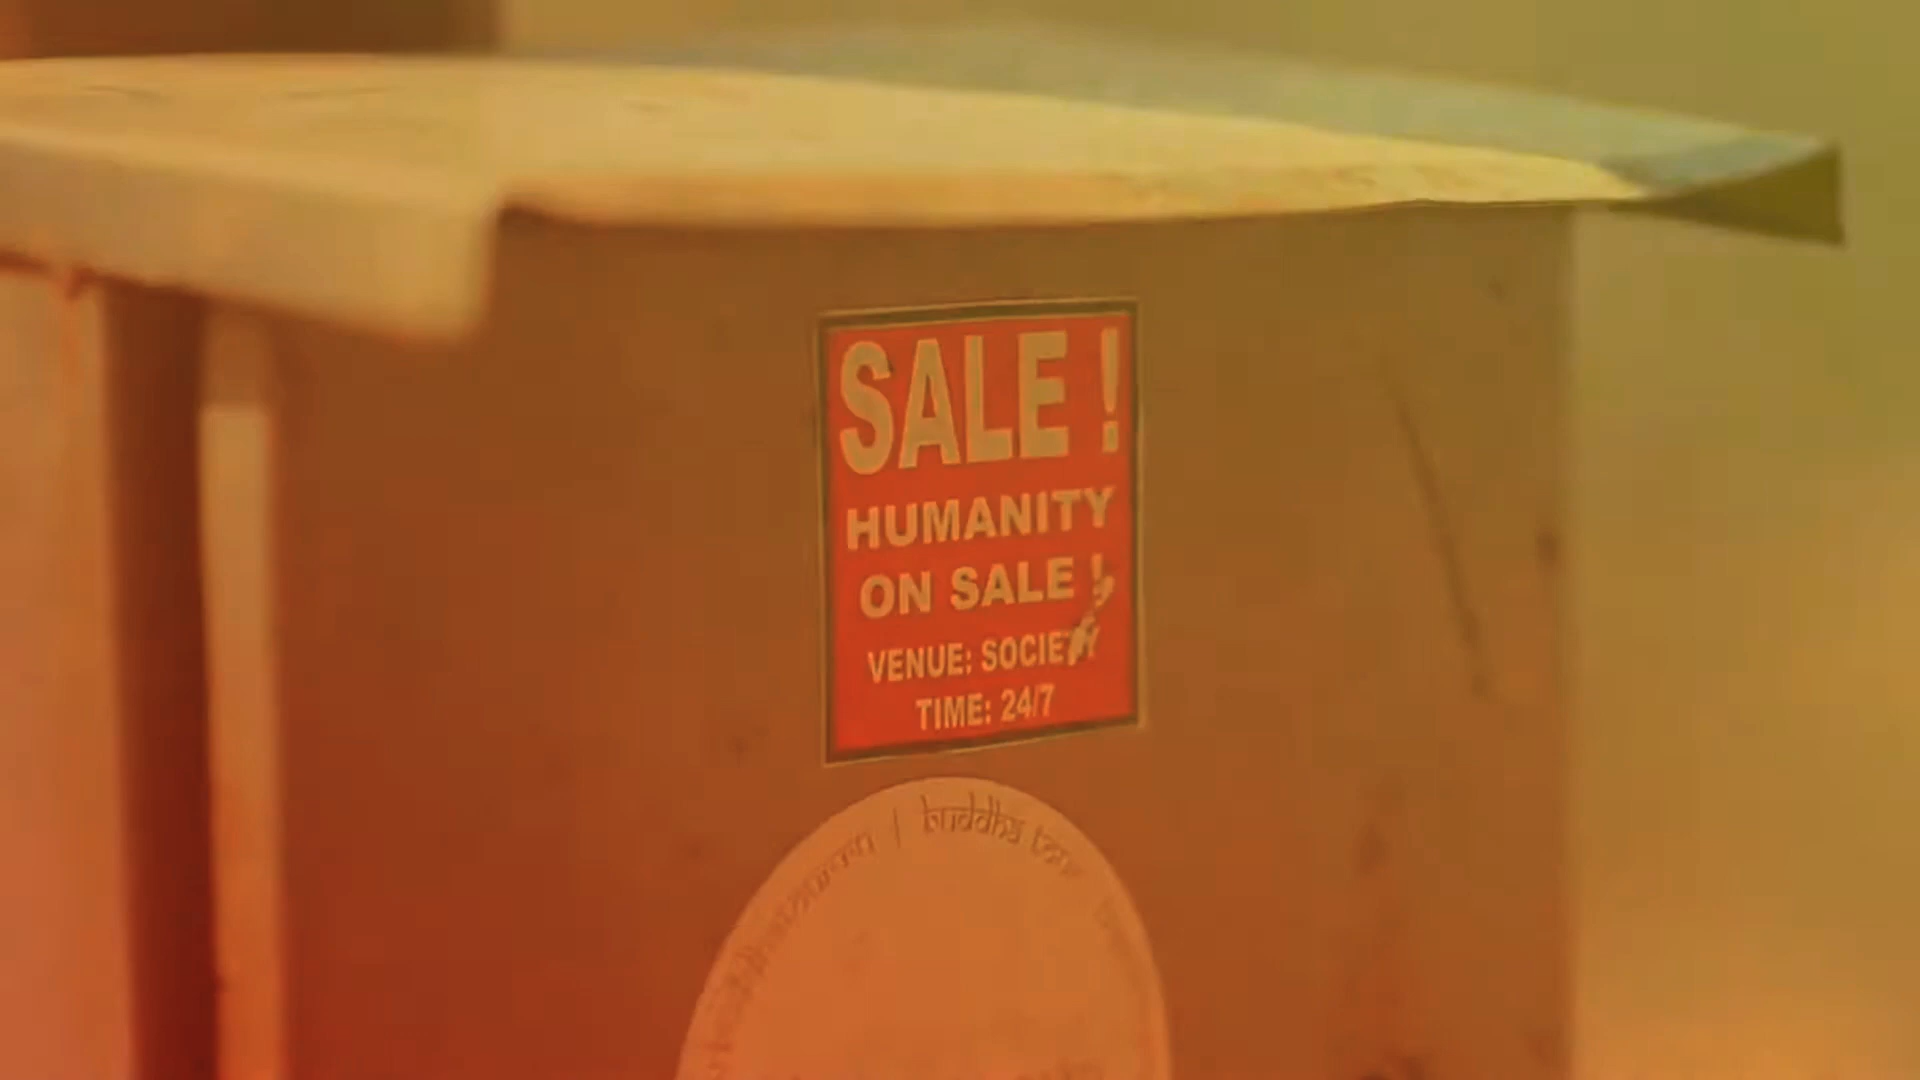 SALE !
HUMANITY
ON SALE !
VENUE: SOCIETY
TIME: 24/7
| buddha